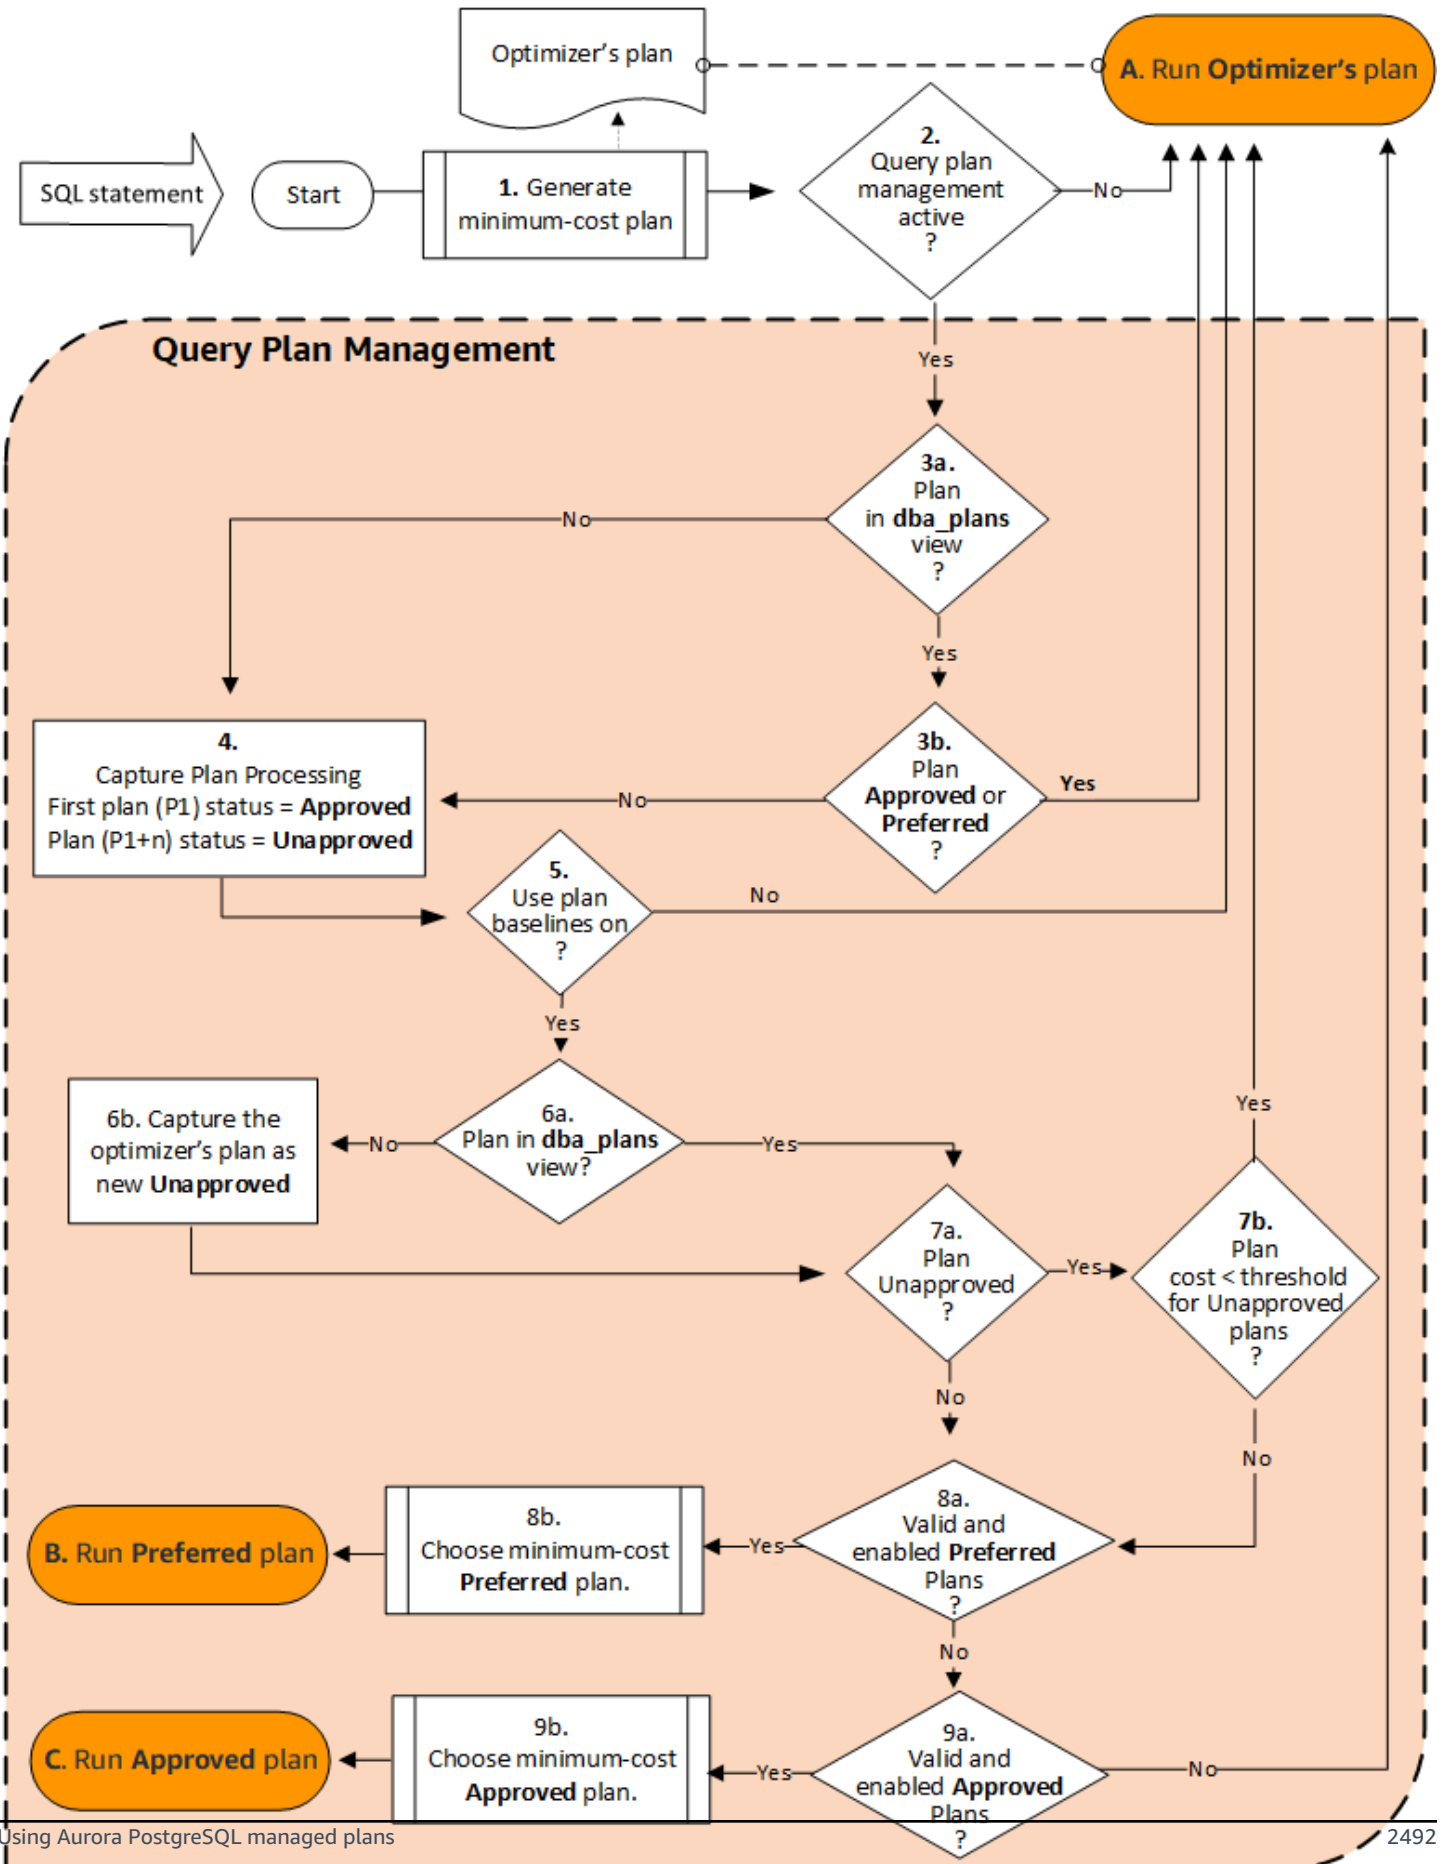 Optimizer's plan
A. Run Optimizer's plan
SQL statement
Start
1. Generate
minimum-cost plan
2.
Query plan
management
active
?
No
Query Plan Management
Yes
3a.
Plan
in dba_plans
view
?
No
Yes
3b.
Plan
Approved or
Preferred
?
Yes
No
4.
Capture Plan Processing
First plan (P1) status = Approved
Plan (P1+n) status = Unapproved
5.
Use plan
baselines on
?
No
Yes
6a.
Plan in dba_plans
view?
No
Yes
6b. Capture the
optimizer's plan as
new Unapproved
7a.
Plan
Unapproved
?
Yes
No
Yes
7b.
Plan
cost < threshold
for Unapproved
plans
?
No
8a.
Valid and
enabled Preferred
Plans
?
Yes
No
8b.
Choose minimum-cost
Preferred plan.
B. Run Preferred plan
9a.
Valid and
enabled Approved
Plans
?
Yes
No
9b.
Choose minimum-cost
Approved plan.
C. Run Approved plan
Using Aurora PostgreSQL managed plans
2492